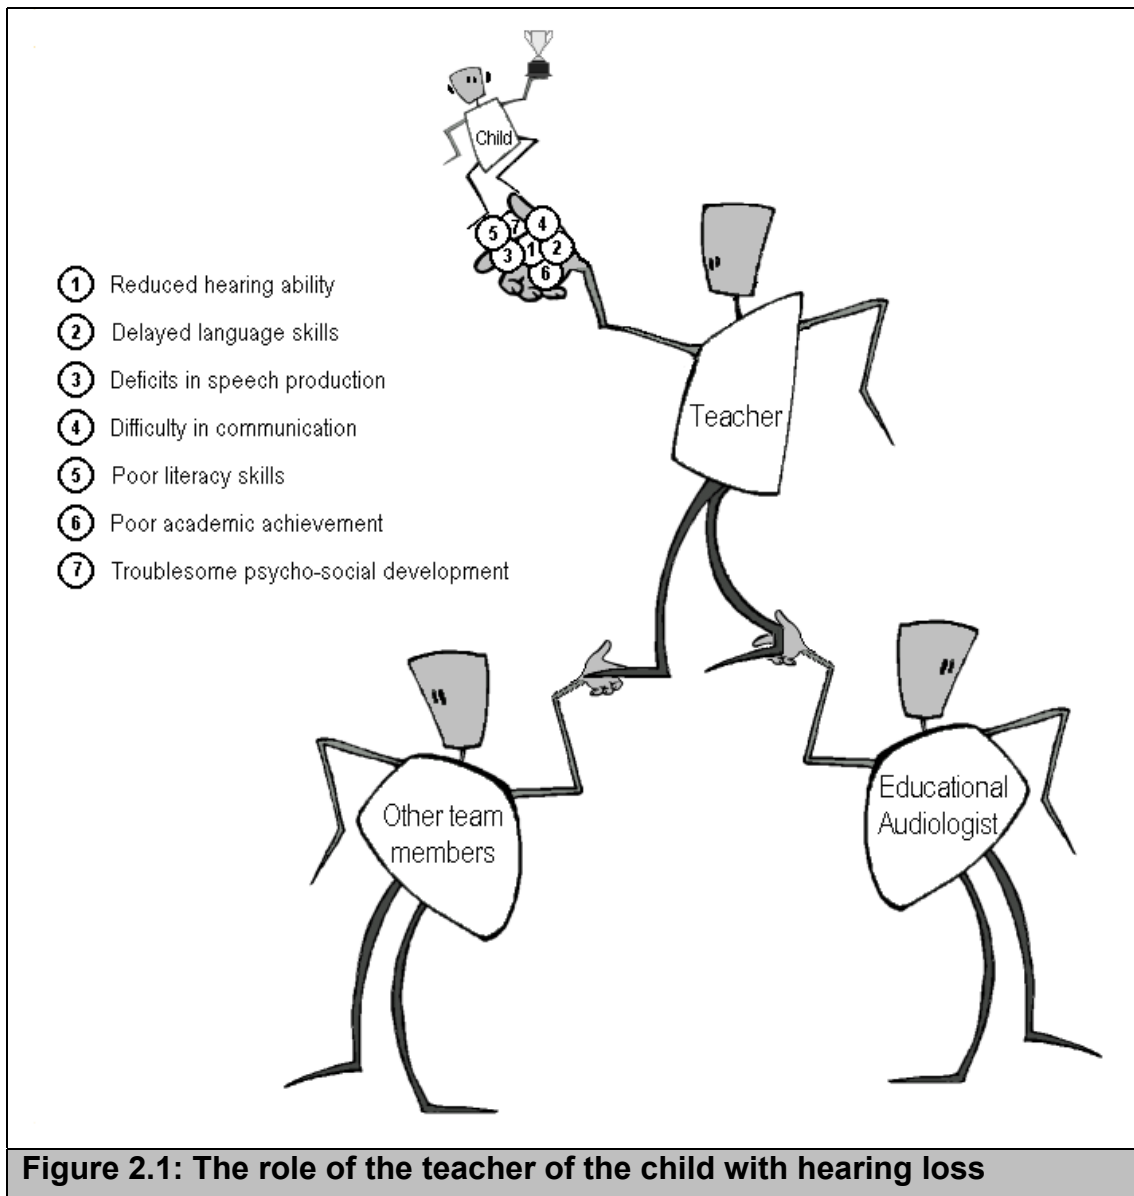 Child
5 7 4
3 1 2
6
1 Reduced hearing ability
2 Delayed language skills
3 Deficits in speech production
4 Difficulty in communication
5 Poor literacy skills
6 Poor academic achievement
7 Troublesome psycho-social development
Teacher
Other team
members
Educational
Audiologist
Figure 2.1: The role of the teacher of the child with hearing loss